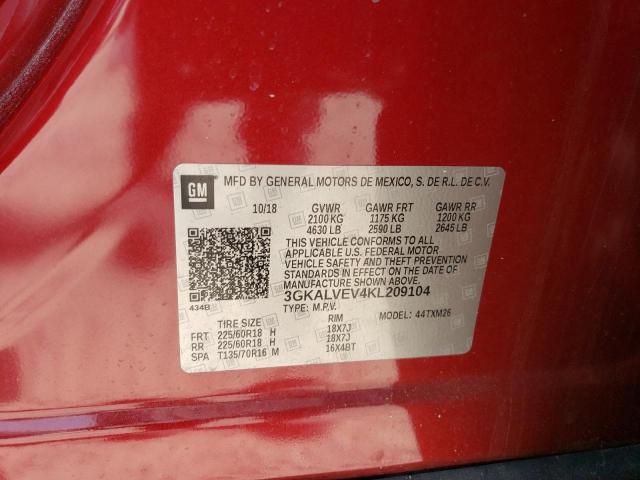 GM
MFD BY GENERAL MOTORS DE MEXICO, S. DE R.L. DE C.V.
10/18 GVWR GAWR FRT GAWR RR
2100 KG 1175 KG 1200 KG
4630 LB 2590 LB 2645 LB
THIS VEHICLE CONFORMS TO ALL
APPLICABLE U.S. FEDERAL MOTOR
VEHICLE SAFETY, BUMPER, AND THEFT
PREVENTION STANDARDS IN
EFFECT ON THE DATE OF
MANUFACTURE SHOWN ABOVE.
3GKALVEV4KL209104
434B TYPE: M.P.V. MODEL: 44TXM26
TIRE SIZE RIM
FRT 225/60R18 H 18X7J
RR 225/60R18 H 18X7J
SPA T135/70R16 M 16X4BT